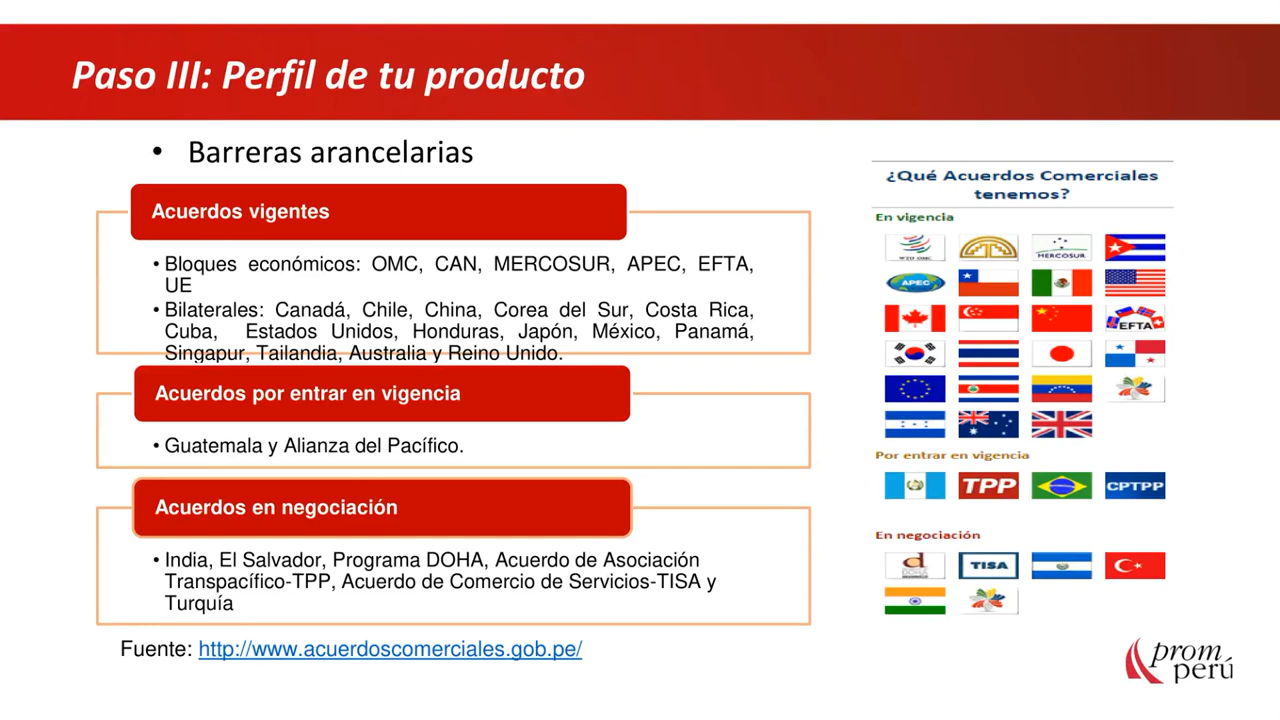 Paso III: Perfil de tu producto
• Barreras arancelarias
Acuerdos vigentes
• Bloques económicos: OMC, CAN, MERCOSUR, APEC, EFTA,
UE
• Bilaterales: Canadá, Chile, China, Corea del Sur, Costa Rica,
Cuba, Estados Unidos, Honduras, Japón, México, Panamá,
Singapur, Tailandia, Australia y Reino Unido.
Acuerdos por entrar en vigencia
• Guatemala y Alianza del Pacífico.
Acuerdos en negociación
• India, El Salvador, Programa DOHA, Acuerdo de Asociación
Transpacífico-TPP, Acuerdo de Comercio de Servicios-TISA y
Turquía
Fuente: http://www.acuerdoscomerciales.gob.pe/
¿Qué Acuerdos Comerciales
tenemos?
En vigencia
WTO OMC
MERCOSUR
APEC
EFTA
Por entrar en vigencia
TPP
CPTPP
En negociación
TISA
prom
perú